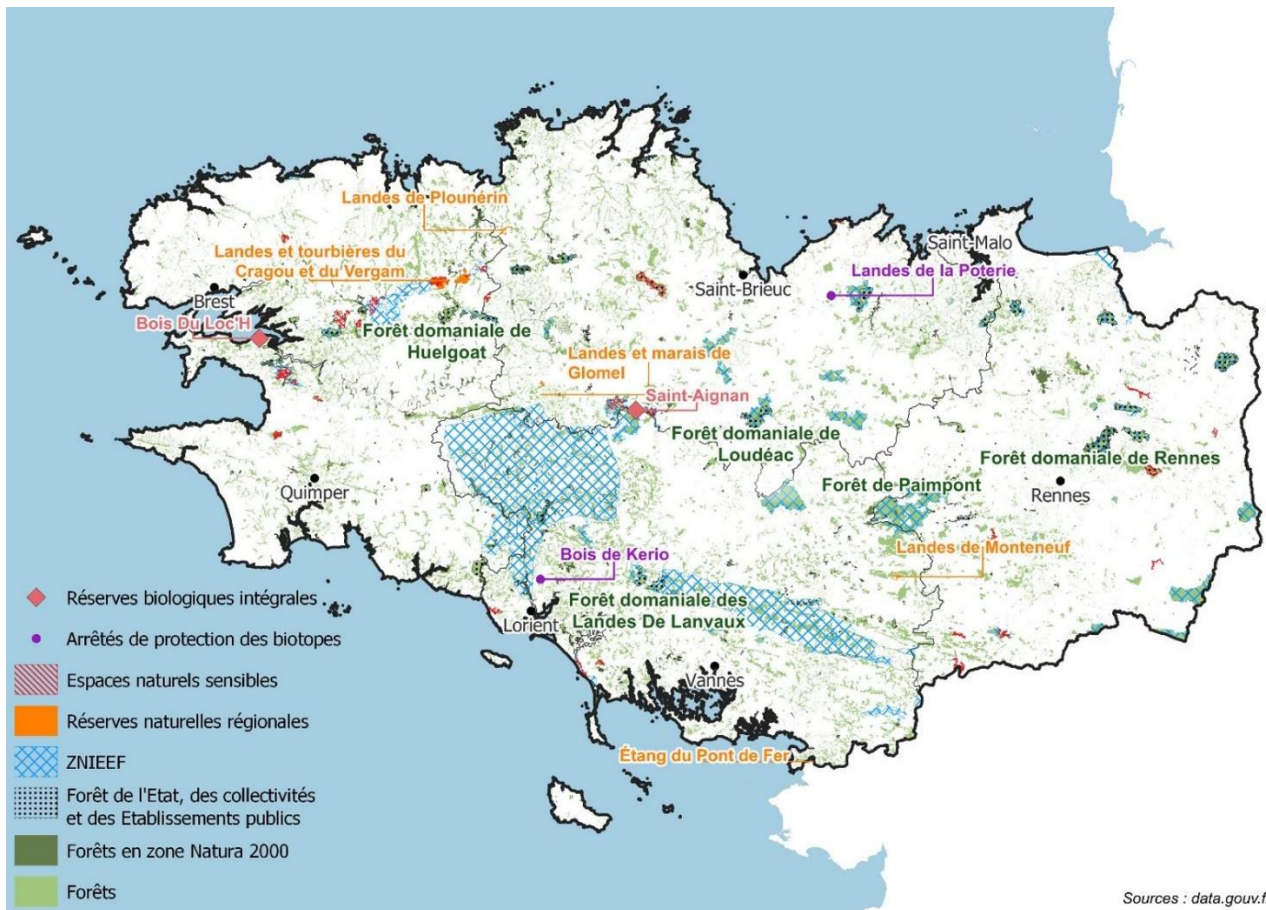 Landes de Plounérin
Landes et tourbières du
Cragou et du Vergam
Saint-Malo
Landes de la Poterie
Saint-Brieuc
Brest
Bois Du Loc'H
Forêt domaniale de
Huelgoat
Landes et marais de
Glomel
Saint-Aignan
Forêt domaniale de
Loudéac
Forêt domaniale de Rennes
Rennes
Forêt de Paimpont
Quimper
Bois de Kerio
Landes de Monteneuf
Forêt domaniale des
Landes De Lanvaux
Lorient
Vannes
Étang du Pont de Fer
Réserves biologiques intégrales
Arrêtés de protection des biotopes
Espaces naturels sensibles
Réserves naturelles régionales
ZNIEEF
Forêt de l'Etat, des collectivités
et des Etablissements publics
Forêts en zone Natura 2000
Forêts
Sources : data.gouv.f